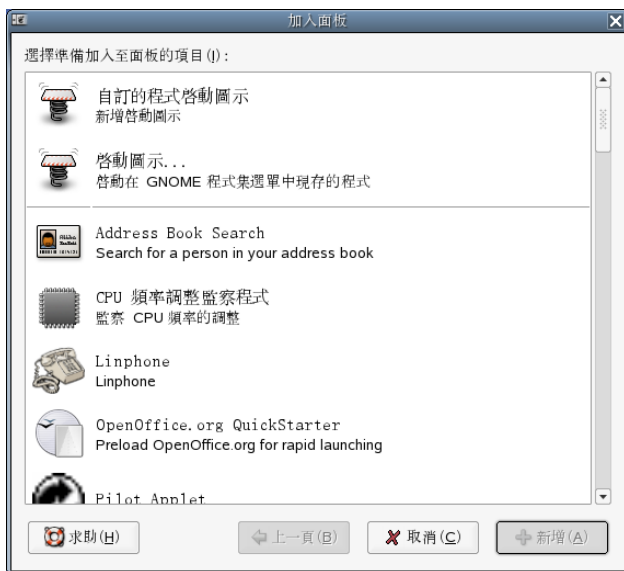 加入面板
選擇準備加入至面板的項目(I):
自訂的程式啓動圖示
新增啓動圖示
啓動圖示...
啓動在 GNOME 程式集選單中現存的程式
Address Book Search
Search for a person in your address book
CPU 頻率調整監察程式
監察 CPU 頻率的調整
Linphone
Linphone
OpenOffice.org QuickStarter
Preload OpenOffice.org for rapid launching
Pilot Applet
求助(H)
上一頁(B)
取消(C)
新增(A)